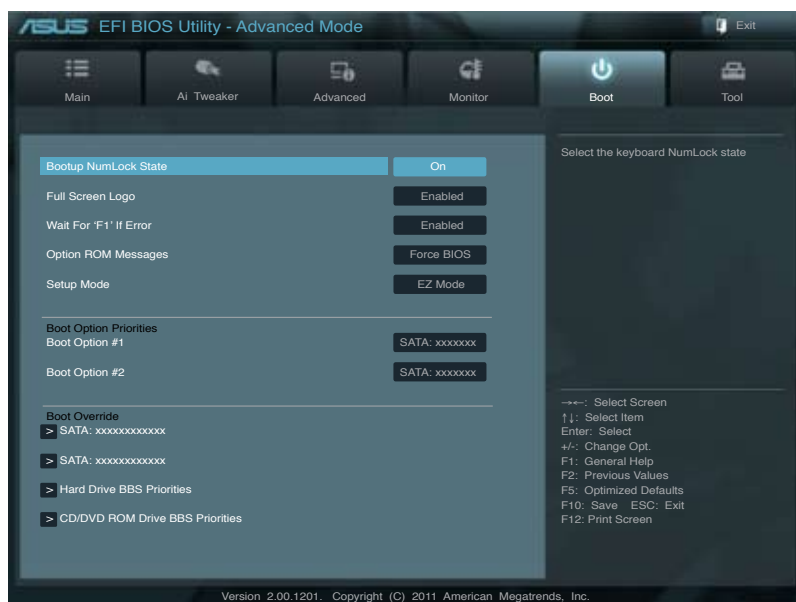 ASUS EFI BIOS Utility - Advanced Mode Exit
Main Ai Tweaker Advanced Monitor Boot Tool
Bootup NumLock State On
Full Screen Logo Enabled
Wait For ‘F1’ If Error Enabled
Option ROM Messages Force BIOS
Setup Mode EZ Mode
Boot Option Priorities
Boot Option #1 SATA: xxxxxxx
Boot Option #2 SATA: xxxxxxx
Boot Override
> SATA: xxxxxxxxxxxx
> SATA: xxxxxxxxxxxx
> Hard Drive BBS Priorities
> CD/DVD ROM Drive BBS Priorities
Select the keyboard NumLock state
→←: Select Screen
↑↓: Select Item
Enter: Select
+/-: Change Opt.
F1: General Help
F2: Previous Values
F5: Optimized Defaults
F10: Save ESC: Exit
F12: Print Screen
Version 2.00.1201. Copyright (C) 2011 American Megatrends, Inc.